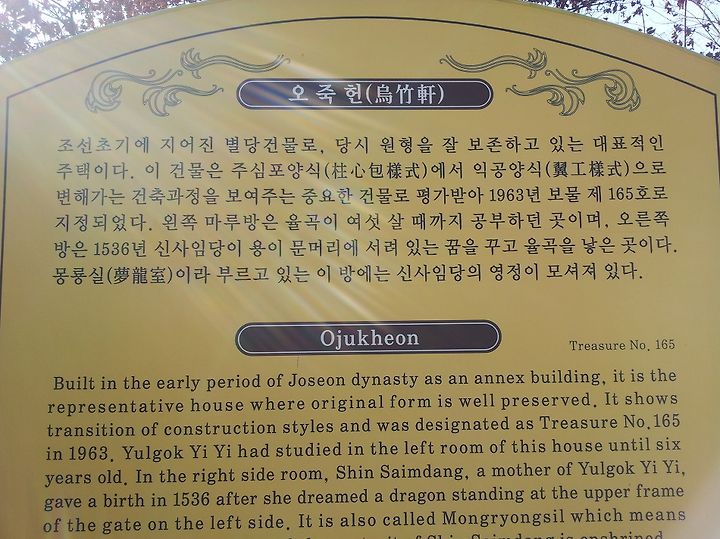 오죽헌(烏竹軒)
조선초기에 지어진 별당건물로, 당시 원형을 잘 보존하고 있는 대표적인
주택이다. 이 건물은 주심포양식(柱心包樣式)에서 익공양식(翼工樣式)으로
변해가는 건축과정을 보여주는 중요한 건물로 평가받아 1963년 보물 제 165호로
지정되었다. 왼쪽 마루방은 율곡이 여섯 살 때까지 공부하던 곳이며, 오른쪽
방은 1536년 신사임당이 용이 문머리에 서려 있는 꿈을 꾸고 율곡을 낳은 곳이다.
몽룡실(夢龍室)이라 부르고 있는 이 방에는 신사임당의 영정이 모셔져 있다.
Ojukheon
Treasure No. 165
Built in the early period of Joseon dynasty as an annex building, it is the
representative house where original form is well preserved. It shows
transition of construction styles and was designated as Treasure No.165
in 1963. Yulgok Yi Yi had studied in the left room of this house until six
years old. In the right side room, Shin Saimdang, a mother of Yulgok Yi Yi,
gave a birth in 1536 after she dreamed a dragon standing at the upper frame
of the gate on the left side. It is also called Mongryongsil which means
of Shin Saimdang is enshrined